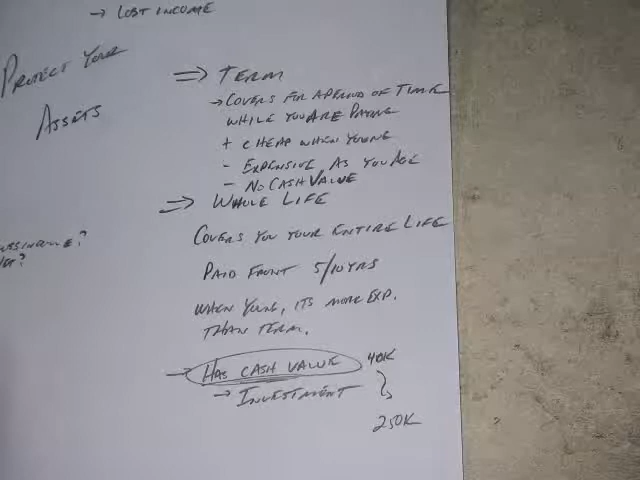 → LOST INCOME
PROTECT YOUR
ASSETS
⇒ TERM
→ COVERS FOR A PERIOD OF TIME
WHILE YOU ARE PAYING
+ CHEAP WHEN YOUNG
- EXPENSIVE AS YOU AGE
- NO CASH VALUE
⇒ WHOLE LIFE
COVERS YOU YOUR ENTIRE LIFE
PAID FRONT 5/10 YRS
WHEN YOUNG, ITS MORE EXP.
THAN TERM.
→ HAS CASH VALUE 40K
→ INVESTMENT
250K